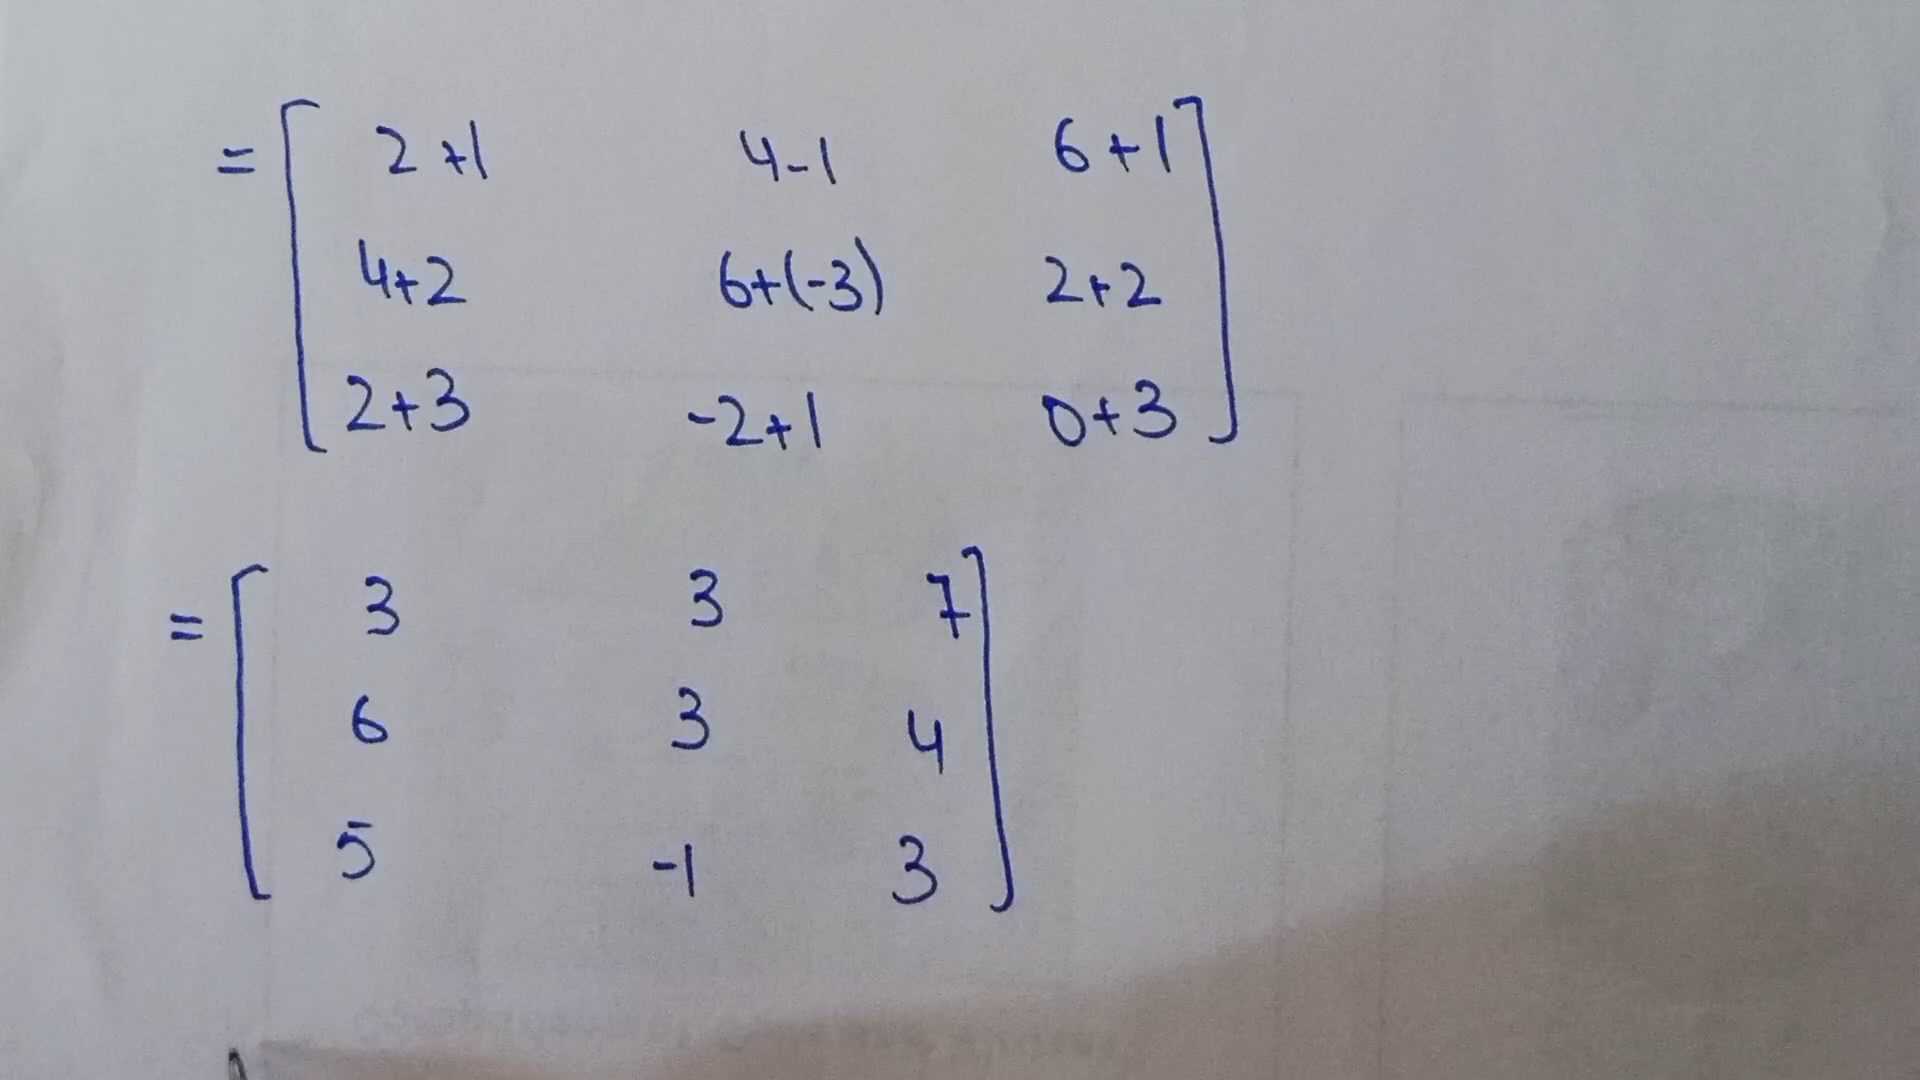 = [ 2+1 4-1 6+1 ]
4+2 6+(-3) 2+2
2+3 -2+1 0+3
= [ 3 3 7 ]
6 3 4
5 -1 3